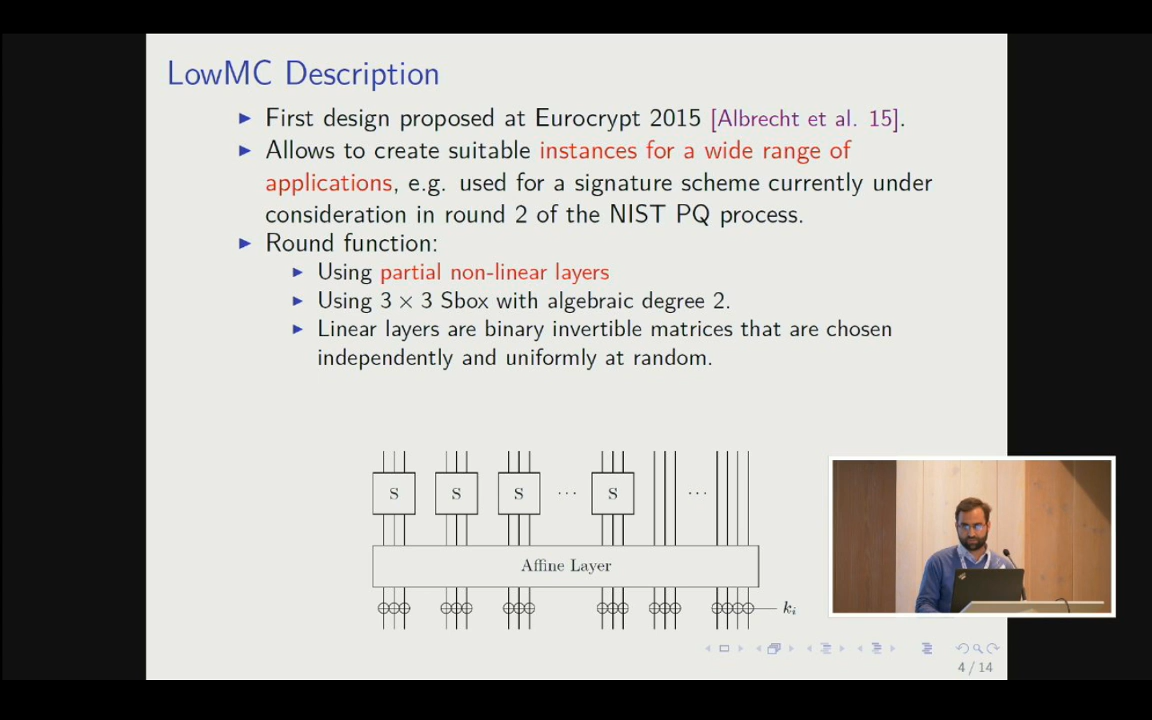 LowMC Description
First design proposed at Eurocrypt 2015 [Albrecht et al. 15].
Allows to create suitable instances for a wide range of
applications, e.g. used for a signature scheme currently under
consideration in round 2 of the NIST PQ process.
Round function:
Using partial non-linear layers
Using 3 × 3 Sbox with algebraic degree 2.
Linear layers are binary invertible matrices that are chosen
independently and uniformly at random.
S S S ... S ...
Affine Layer
k_i
4 / 14